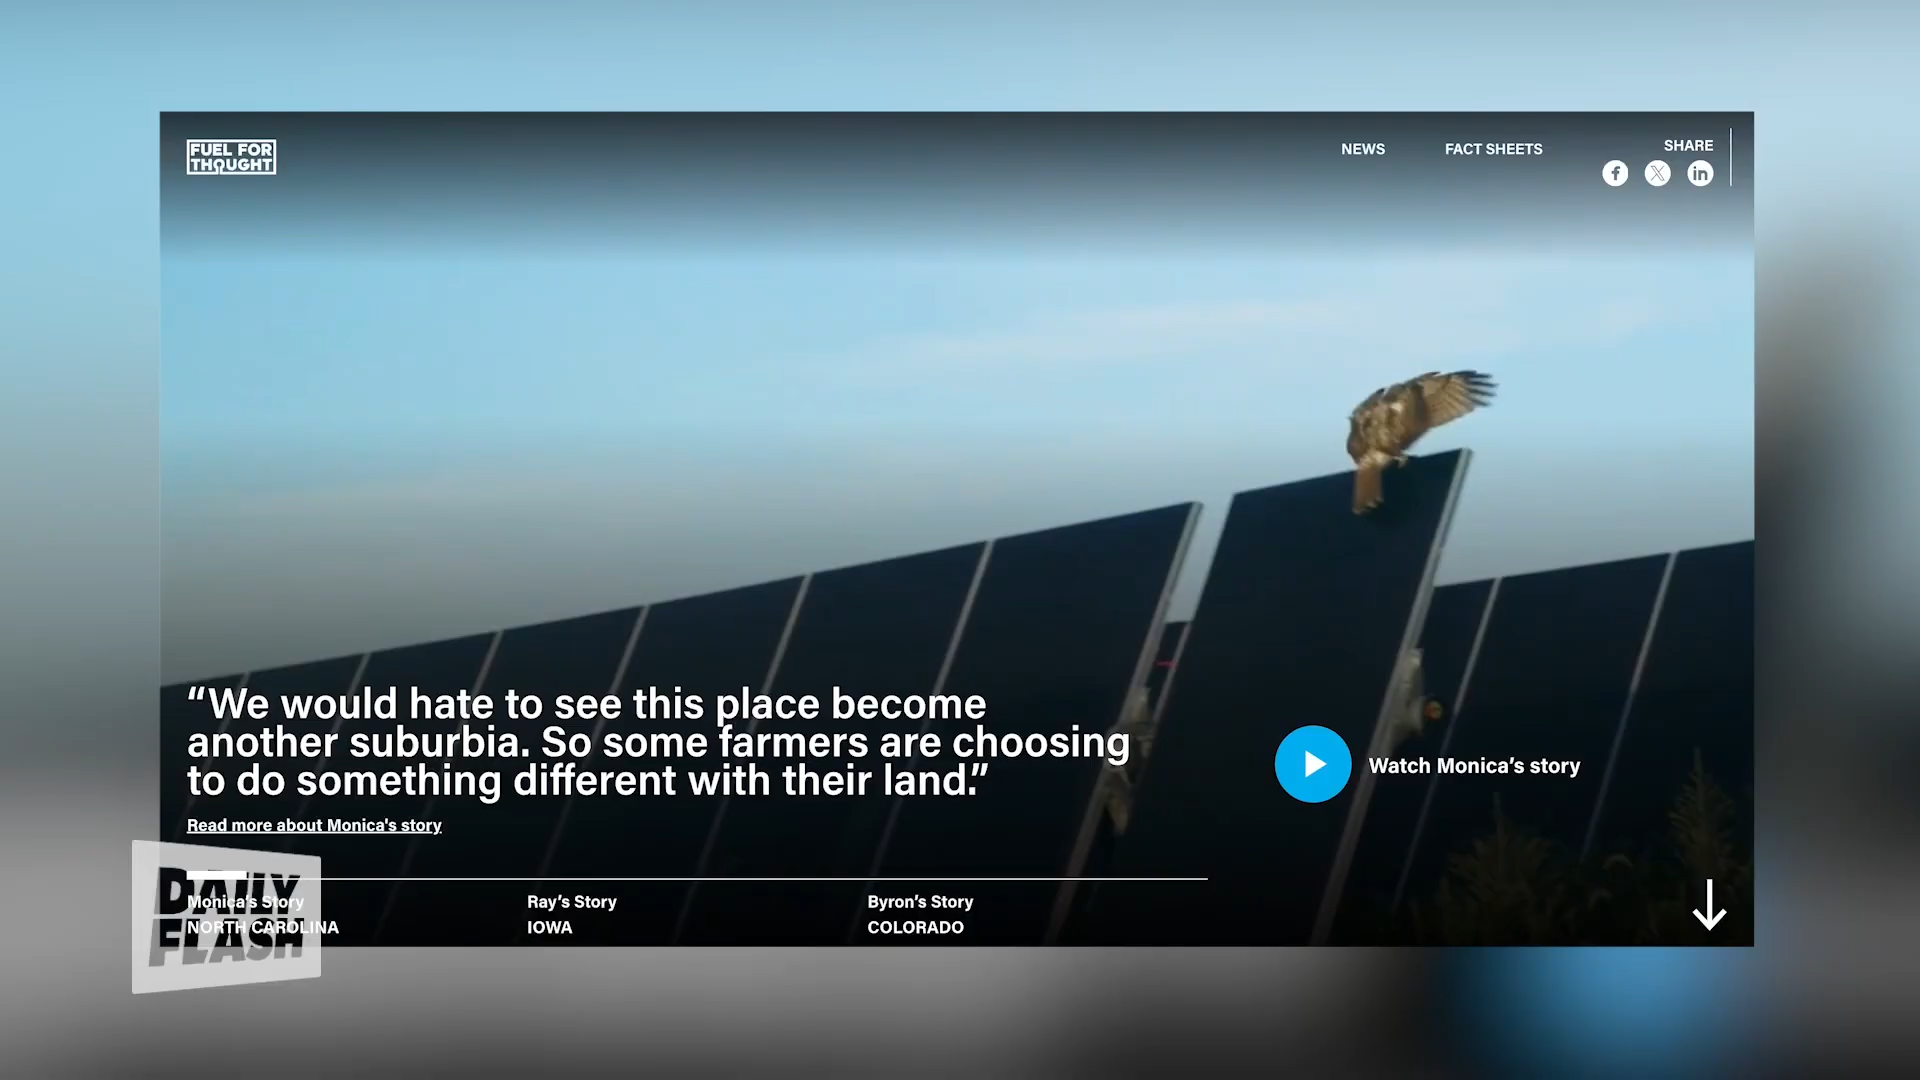 FUEL FOR
THOUGHT
NEWS
FACT SHEETS
SHARE
“We would hate to see this place become
another suburbia. So some farmers are choosing
to do something different with their land.”
Read more about Monica's story
Watch Monica’s story
Monica’s Story
NORTH CAROLINA
Ray’s Story
IOWA
Byron’s Story
COLORADO
DAILY
FLASH